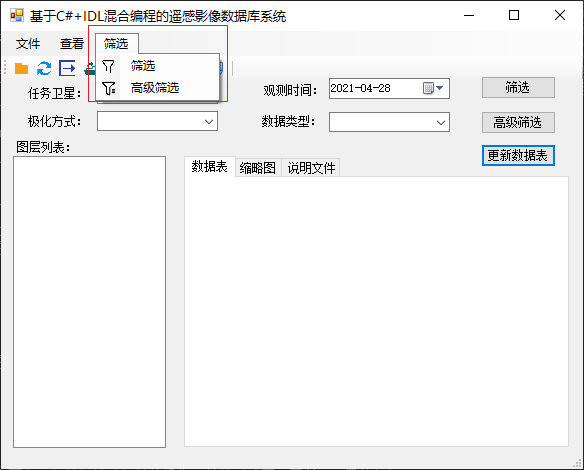 基于C#+IDL混合编程的遥感影像数据库系统
文件 查看 筛选
筛选
高级筛选
任务卫星: 观测时间: 2021-04-28 筛选
极化方式: 数据类型: 高级筛选
图层列表: 更新数据表
数据表 缩略图 说明文件